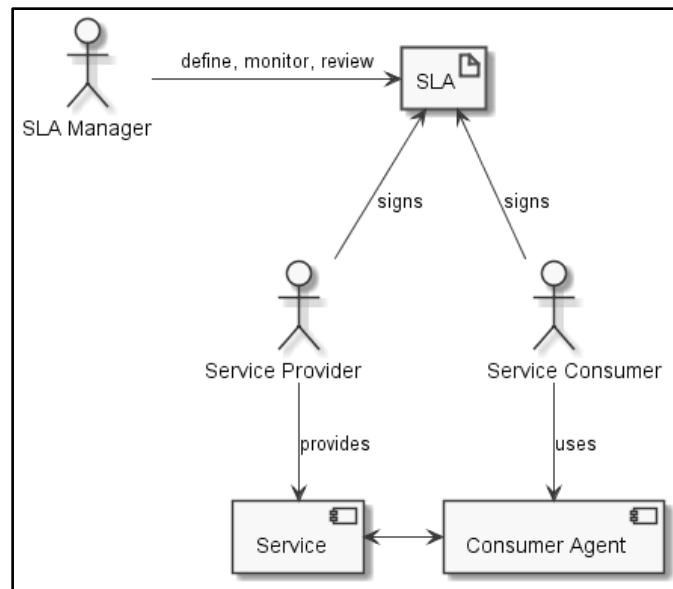 define, monitor, review
SLA
SLA Manager
signs
signs
Service Provider
Service Consumer
provides
uses
Service
Consumer Agent